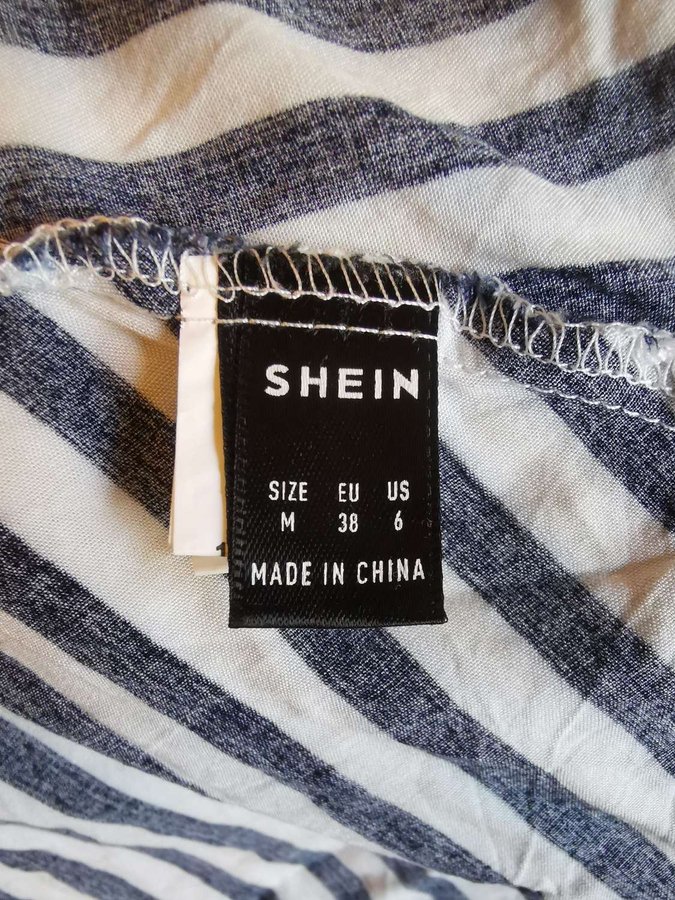 SHEIN
SIZE EU US
M 38 6
MADE IN CHINA